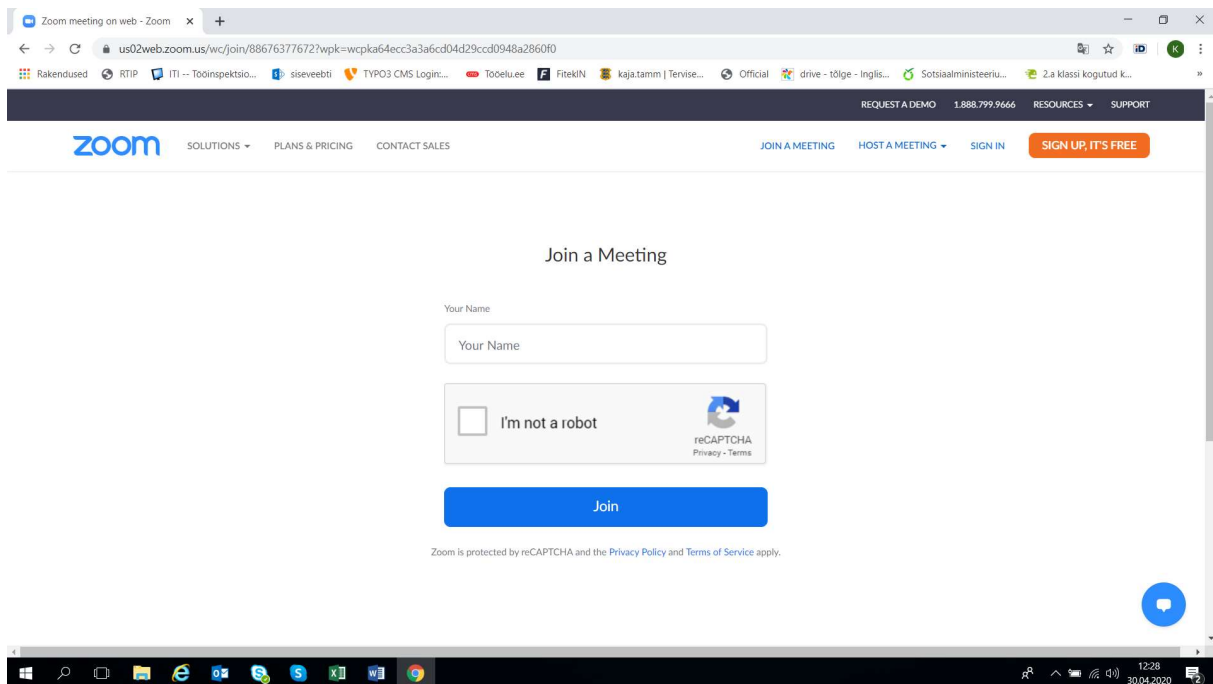 Zoom meeting on web - Zoom
us02web.zoom.us/wc/join/88676377672?wpk=wcpka64ecc3a3a6cd04d29ccd0948a2860f0
Rakendused RTIP ITI -- Tööinspektsio... siseveebti TYPO3 CMS Login:... Tööelu.ee FitekIN kaja.tamm | Tervise... Official drive - tõlge - Inglis... Sotsiaalministeeriu... 2.a klassi kogutud k... »
REQUEST A DEMO 1.888.799.9666 RESOURCES SUPPORT
zoom SOLUTIONS PLANS & PRICING CONTACT SALES JOIN A MEETING HOST A MEETING SIGN IN SIGN UP, IT'S FREE
Join a Meeting
Your Name
Your Name
I'm not a robot
reCAPTCHA
Privacy - Terms
Join
Zoom is protected by reCAPTCHA and the Privacy Policy and Terms of Service apply.
12:28
30.04.2020